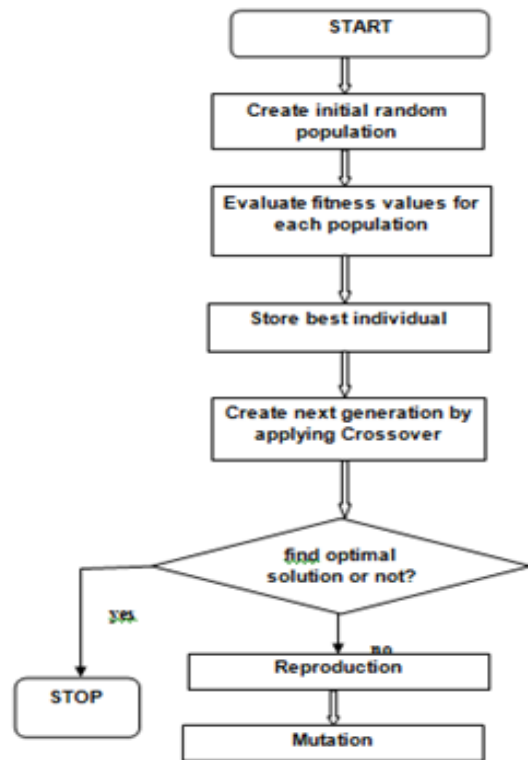 START
Create initial random
population
Evaluate fitness values for
each population
Store best individual
Create next generation by
applying Crossover
find optimal
solution or not?
yes
no
Reproduction
STOP
Mutation